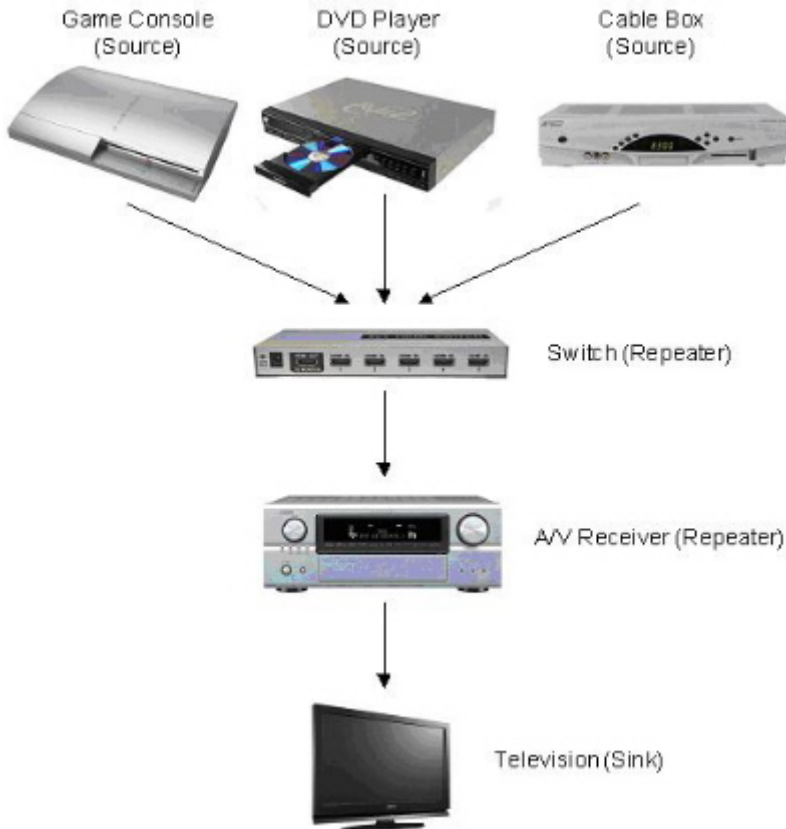 Game Console
(Source)
DVD Player
(Source)
Cable Box
(Source)
Switch (Repeater)
A/V Receiver (Repeater)
Television (Sink)